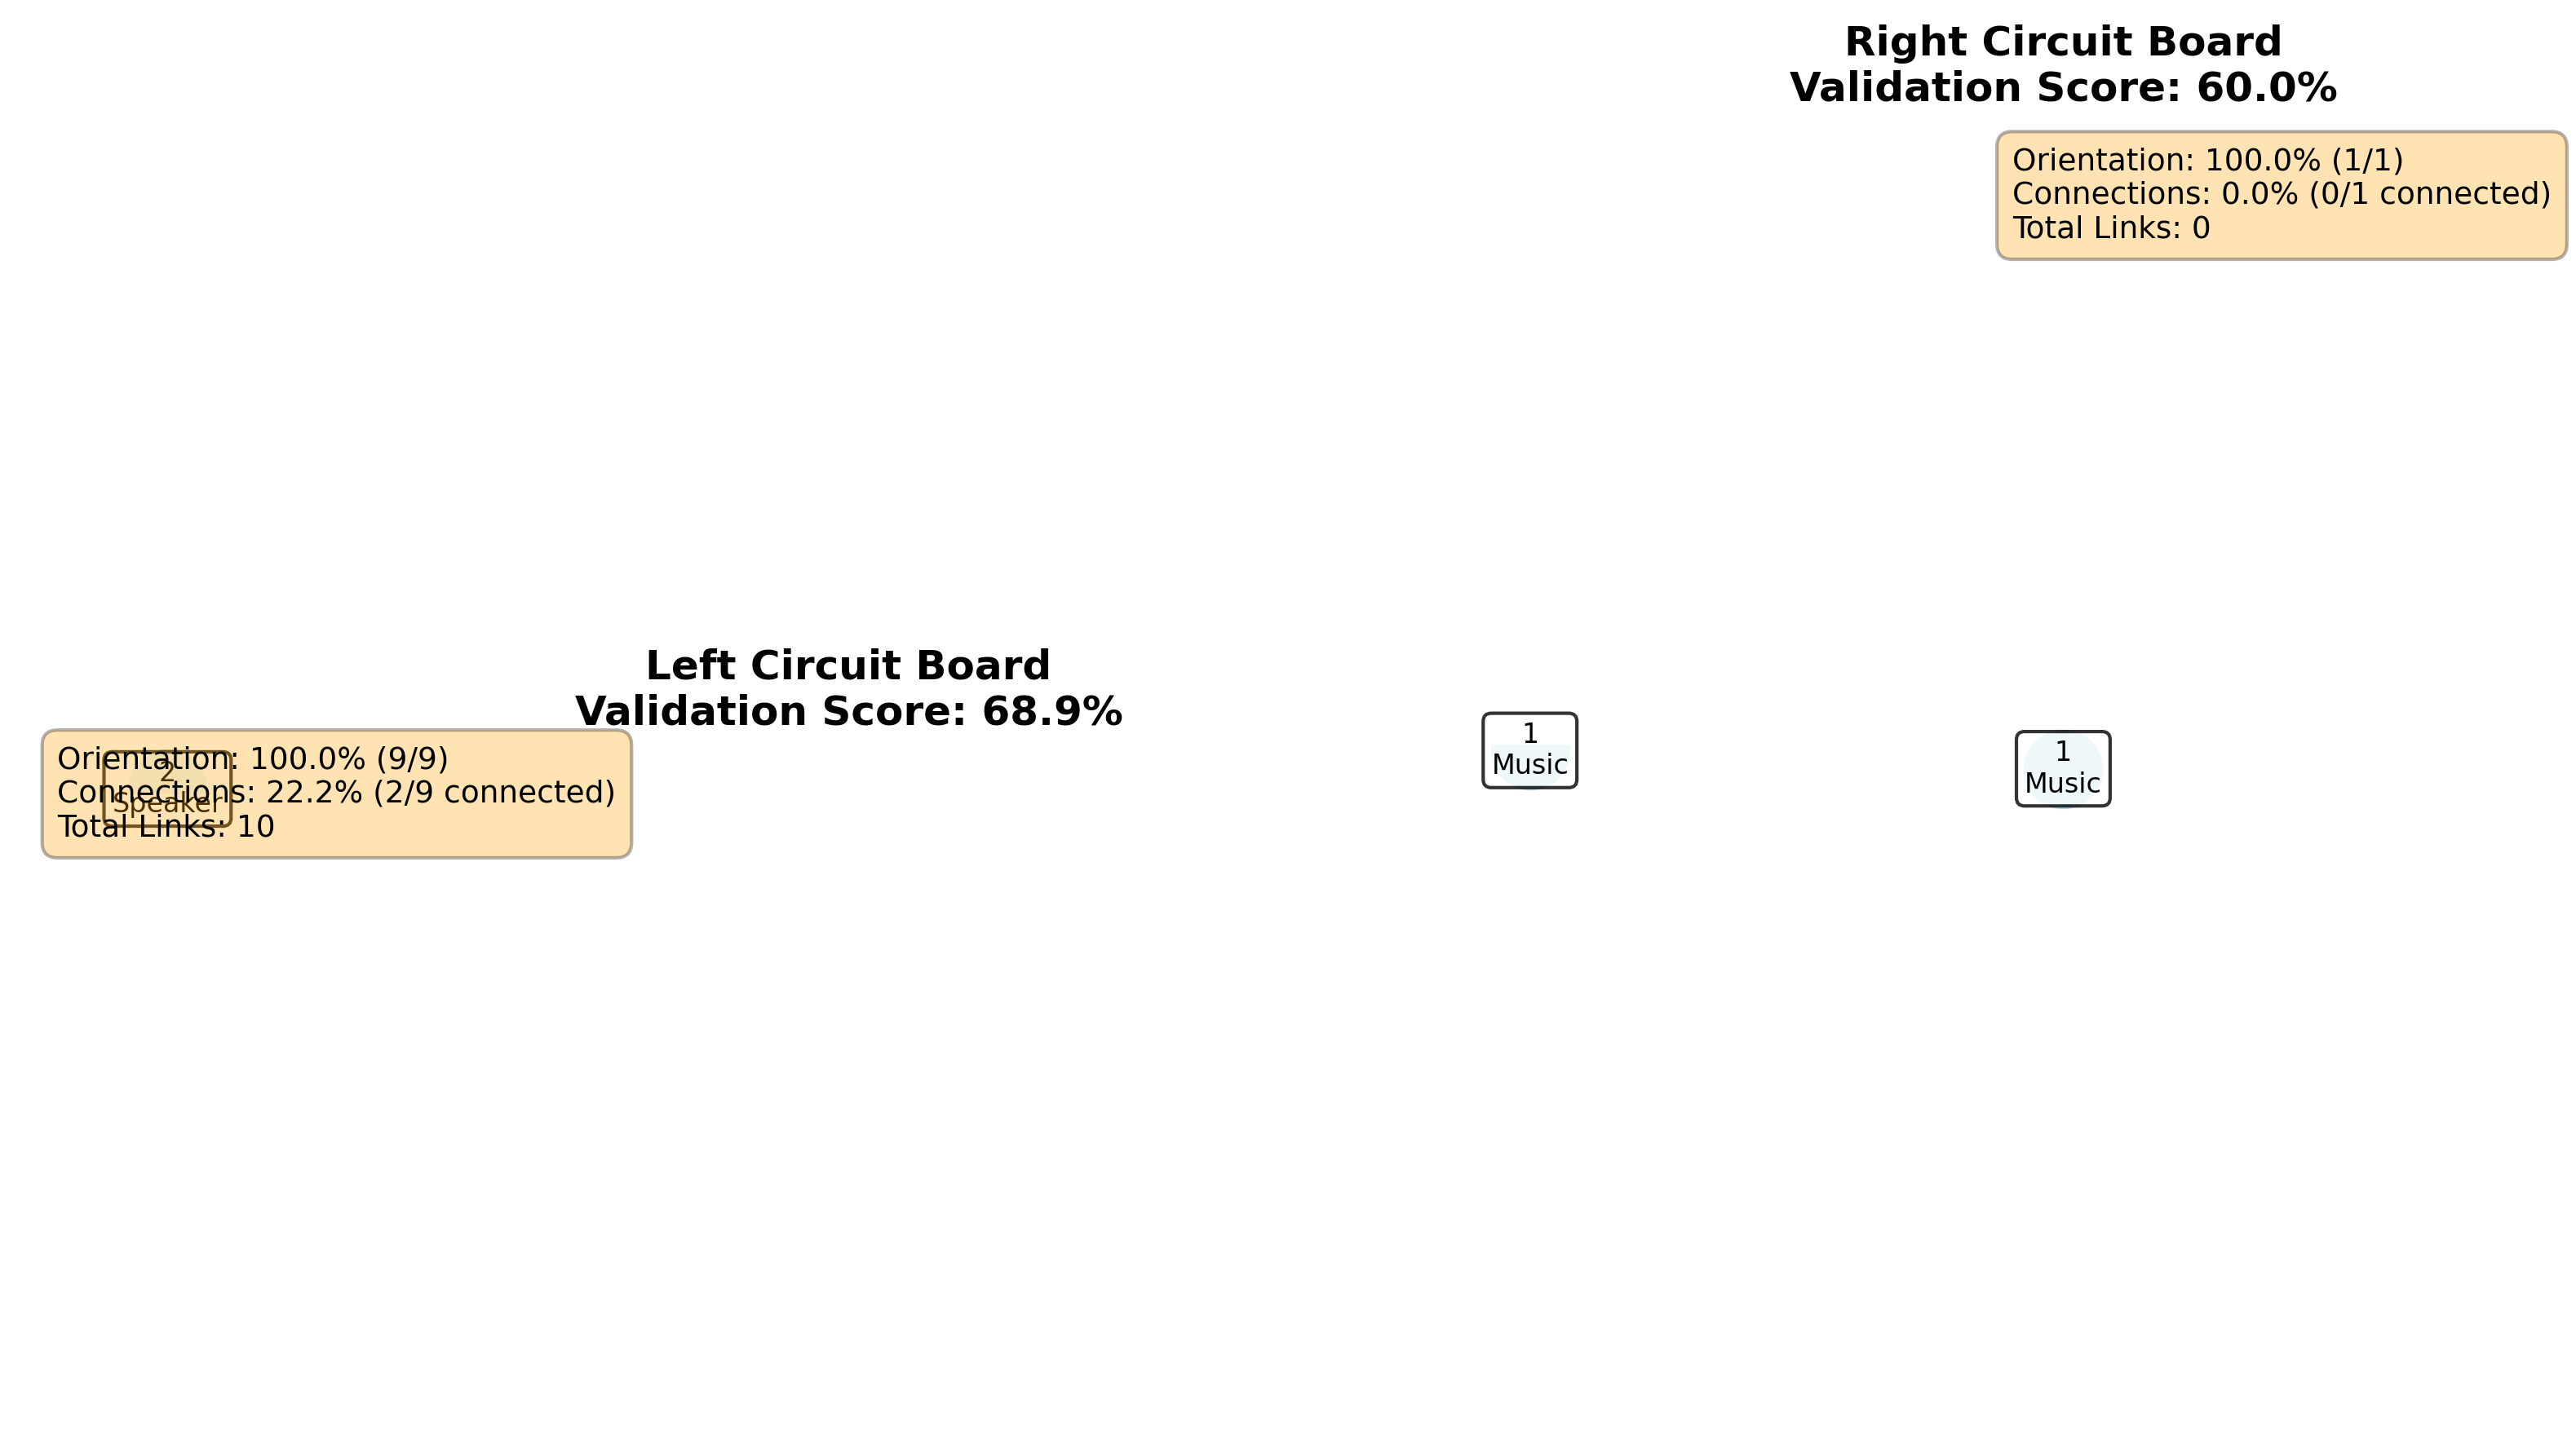 Right Circuit Board
Validation Score: 60.0%
Orientation: 100.0% (1/1)
Connections: 0.0% (0/1 connected)
Total Links: 0
Left Circuit Board
Validation Score: 68.9%
Orientation: 100.0% (9/9)
Connections: 22.2% (2/9 connected)
Total Links: 10
2
Speaker
1
Music
1
Music